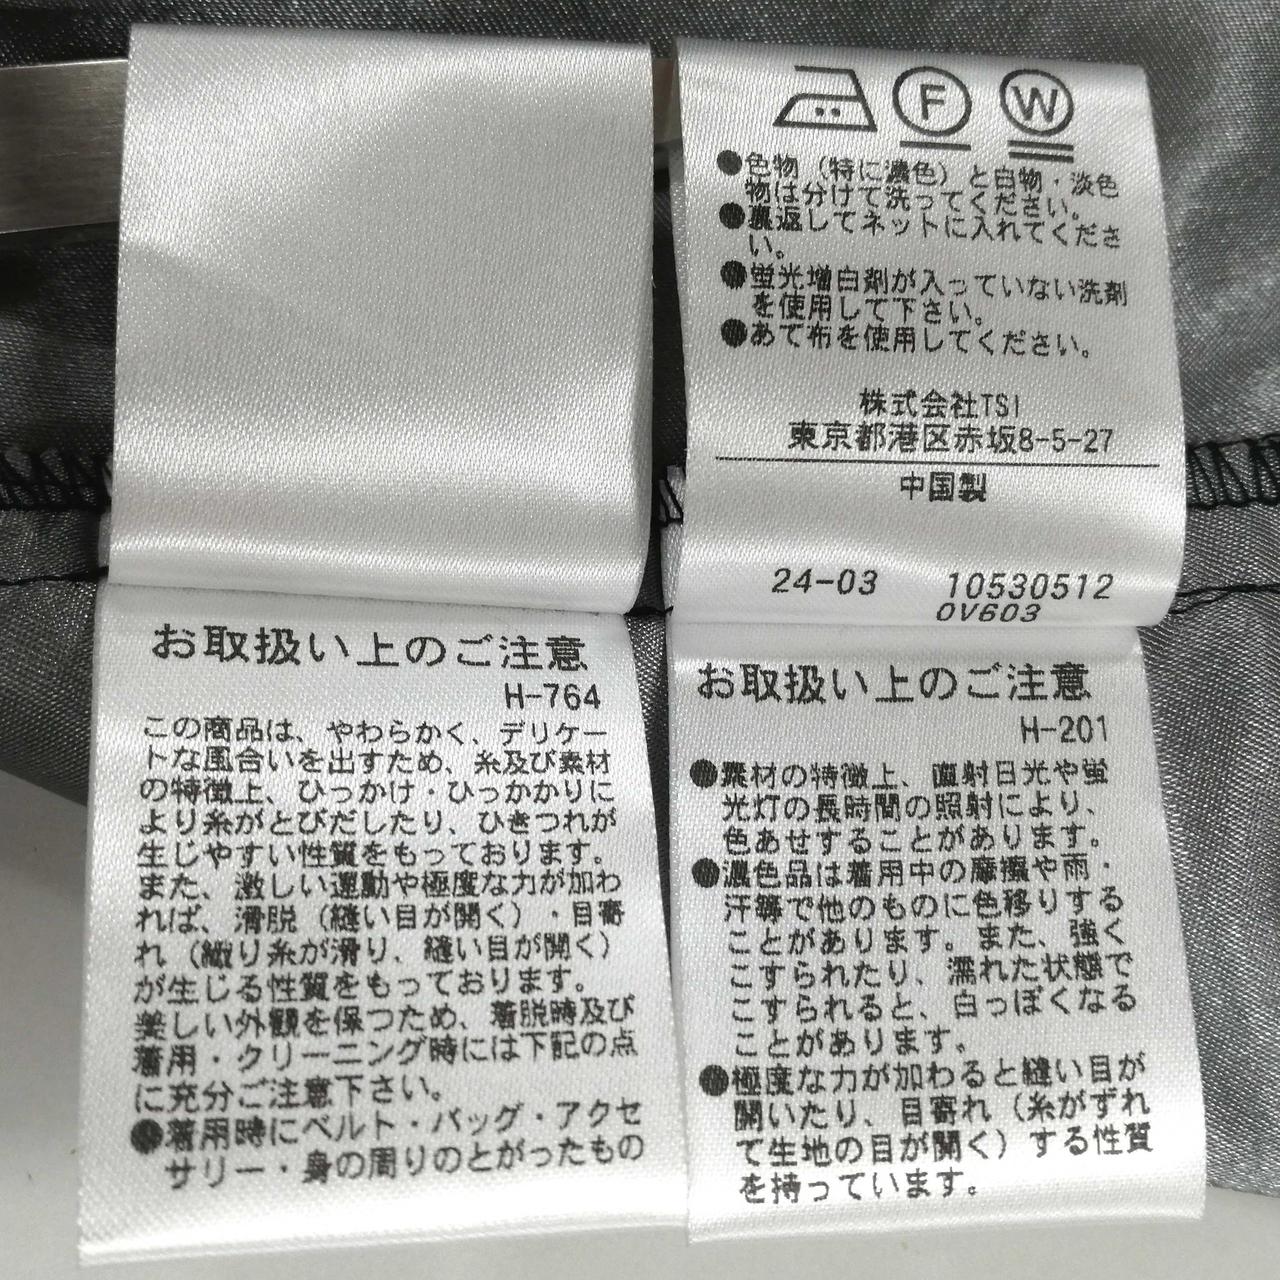 F W
●色物（特に濃色）と白物・淡色
物は分けて洗ってください。
●裏返してネットに入れてくださ
い。
●蛍光増白剤が入っていない洗剤
を使用して下さい。
●あて布を使用してください。
株式会社TSI
東京都港区赤坂8-5-27
中国製
24-03 10530512
0V603
お取扱い上のご注意
H-764
この商品は、やわらかく、デリケー
トな風合いを出すため、糸及び素材
の特徴上、ひっかけ・ひっかかりに
より糸がとびだしたり、ひきつれが
生じやすい性質をもっております。
また、激しい運動や極度な力が加わ
れば、滑脱（縫い目が開く）・目寄
れ（織り糸が滑り、縫い目が開く）
が生じる性質をもっております。
美しい外観を保つため、着脱時及び
着用・クリーニング時には下記の点
に充分ご注意下さい。
●着用時にベルト・バッグ・アクセ
サリー・身の周りのとがったもの
お取扱い上のご注意
H-201
●素材の特徴上、直射日光や蛍
光灯の長時間の照射により、
色あせすることがあります。
●濃色品は着用中の摩擦や雨・
汗等で他のものに色移りする
ことがあります。また、強く
こすられたり、濡れた状態で
こすられると、白っぽくなる
ことがあります。
●極度な力が加わると縫い目が
開いたり、目寄れ（糸がずれ
て生地の目が開く）する性質
を持っています。